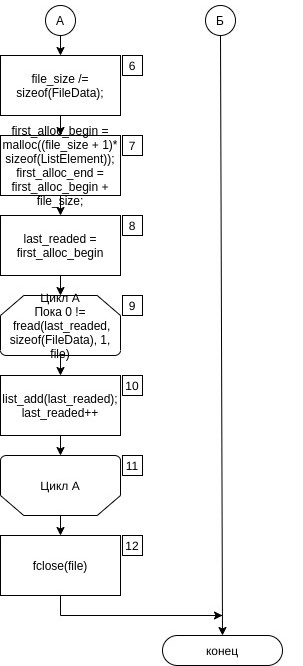 А
Б
6
file_size /=
sizeof(FileData);
7
first_alloc_begin =
malloc((file_size + 1)*
sizeof(ListElement));
first_alloc_end =
first_alloc_begin +
file_size;
8
last_readed =
first_alloc_begin
9
Цикл А
Пока 0 !=
fread(last_readed,
sizeof(FileData), 1,
file)
10
list_add(last_readed);
last_readed++
11
Цикл А
12
fclose(file)
конец